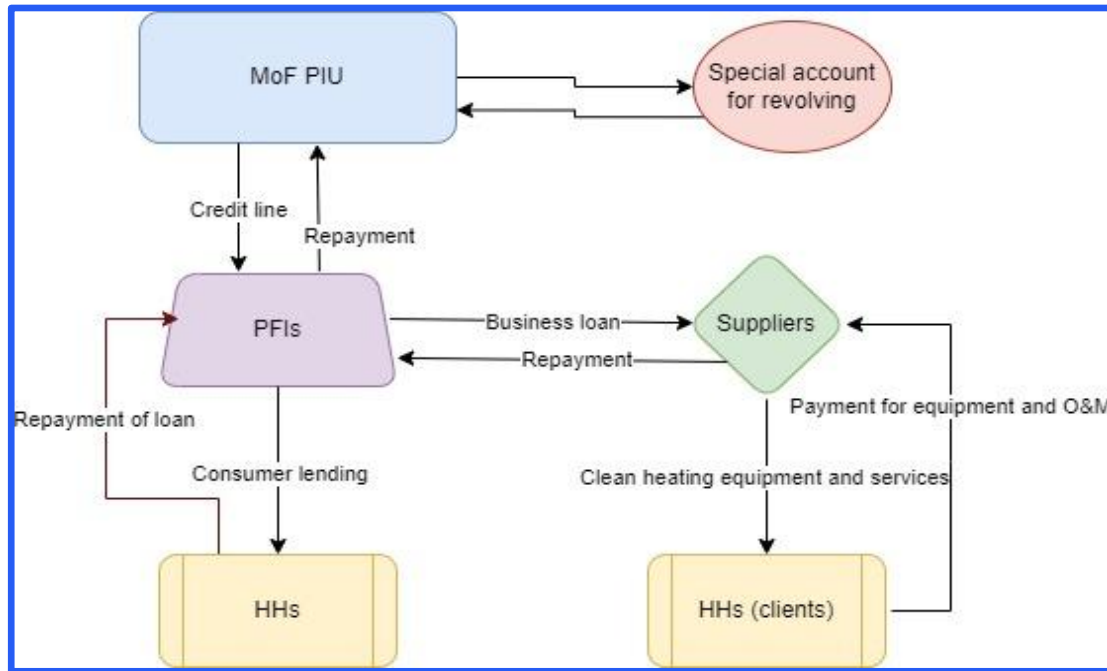 MoF PIU
Special account
for revolving
Credit line
Repayment
PFIs
Business loan
Suppliers
Repayment
Repayment of loan
Payment for equipment and O&M
Consumer lending
Clean heating equipment and services
HHs
HHs (clients)